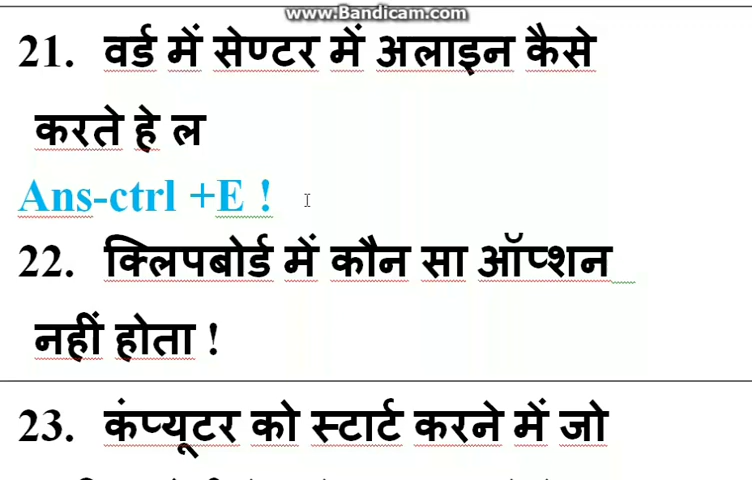 www.Bandicam.com
21. वर्ड में सेण्टर में अलाइन कैसे
करते हे ल
Ans-ctrl +E !
22. क्लिपबोर्ड में कौन सा ऑप्शन
नहीं होता !
23. कंप्यूटर को स्टार्ट करने में जो